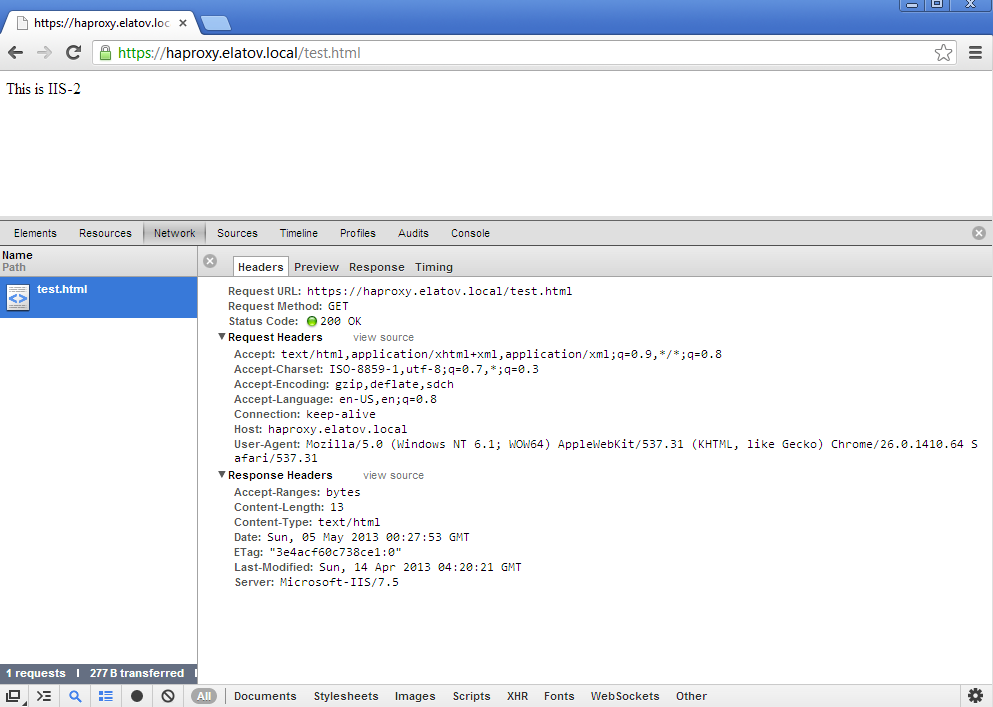 https://haproxy.elatov.loc
https://haproxy.elatov.local/test.html
This is IIS-2
Elements Resources Network Sources Timeline Profiles Audits Console
Name
Path
Headers Preview Response Timing
test.html
Request URL: https://haproxy.elatov.local/test.html
Request Method: GET
Status Code: 200 OK
Request Headers view source
Accept: text/html,application/xhtml+xml,application/xml;q=0.9,*/*;q=0.8
Accept-Charset: ISO-8859-1,utf-8;q=0.7,*;q=0.3
Accept-Encoding: gzip,deflate,sdch
Accept-Language: en-US,en;q=0.8
Connection: keep-alive
Host: haproxy.elatov.local
User-Agent: Mozilla/5.0 (Windows NT 6.1; WOW64) AppleWebKit/537.31 (KHTML, like Gecko) Chrome/26.0.1410.64 S
afari/537.31
Response Headers view source
Accept-Ranges: bytes
Content-Length: 13
Content-Type: text/html
Date: Sun, 05 May 2013 00:27:53 GMT
ETag: "3e4acf60c738ce1:0"
Last-Modified: Sun, 14 Apr 2013 04:20:21 GMT
Server: Microsoft-IIS/7.5
1 requests | 277 B transferred |
All Documents Stylesheets Images Scripts XHR Fonts WebSockets Other